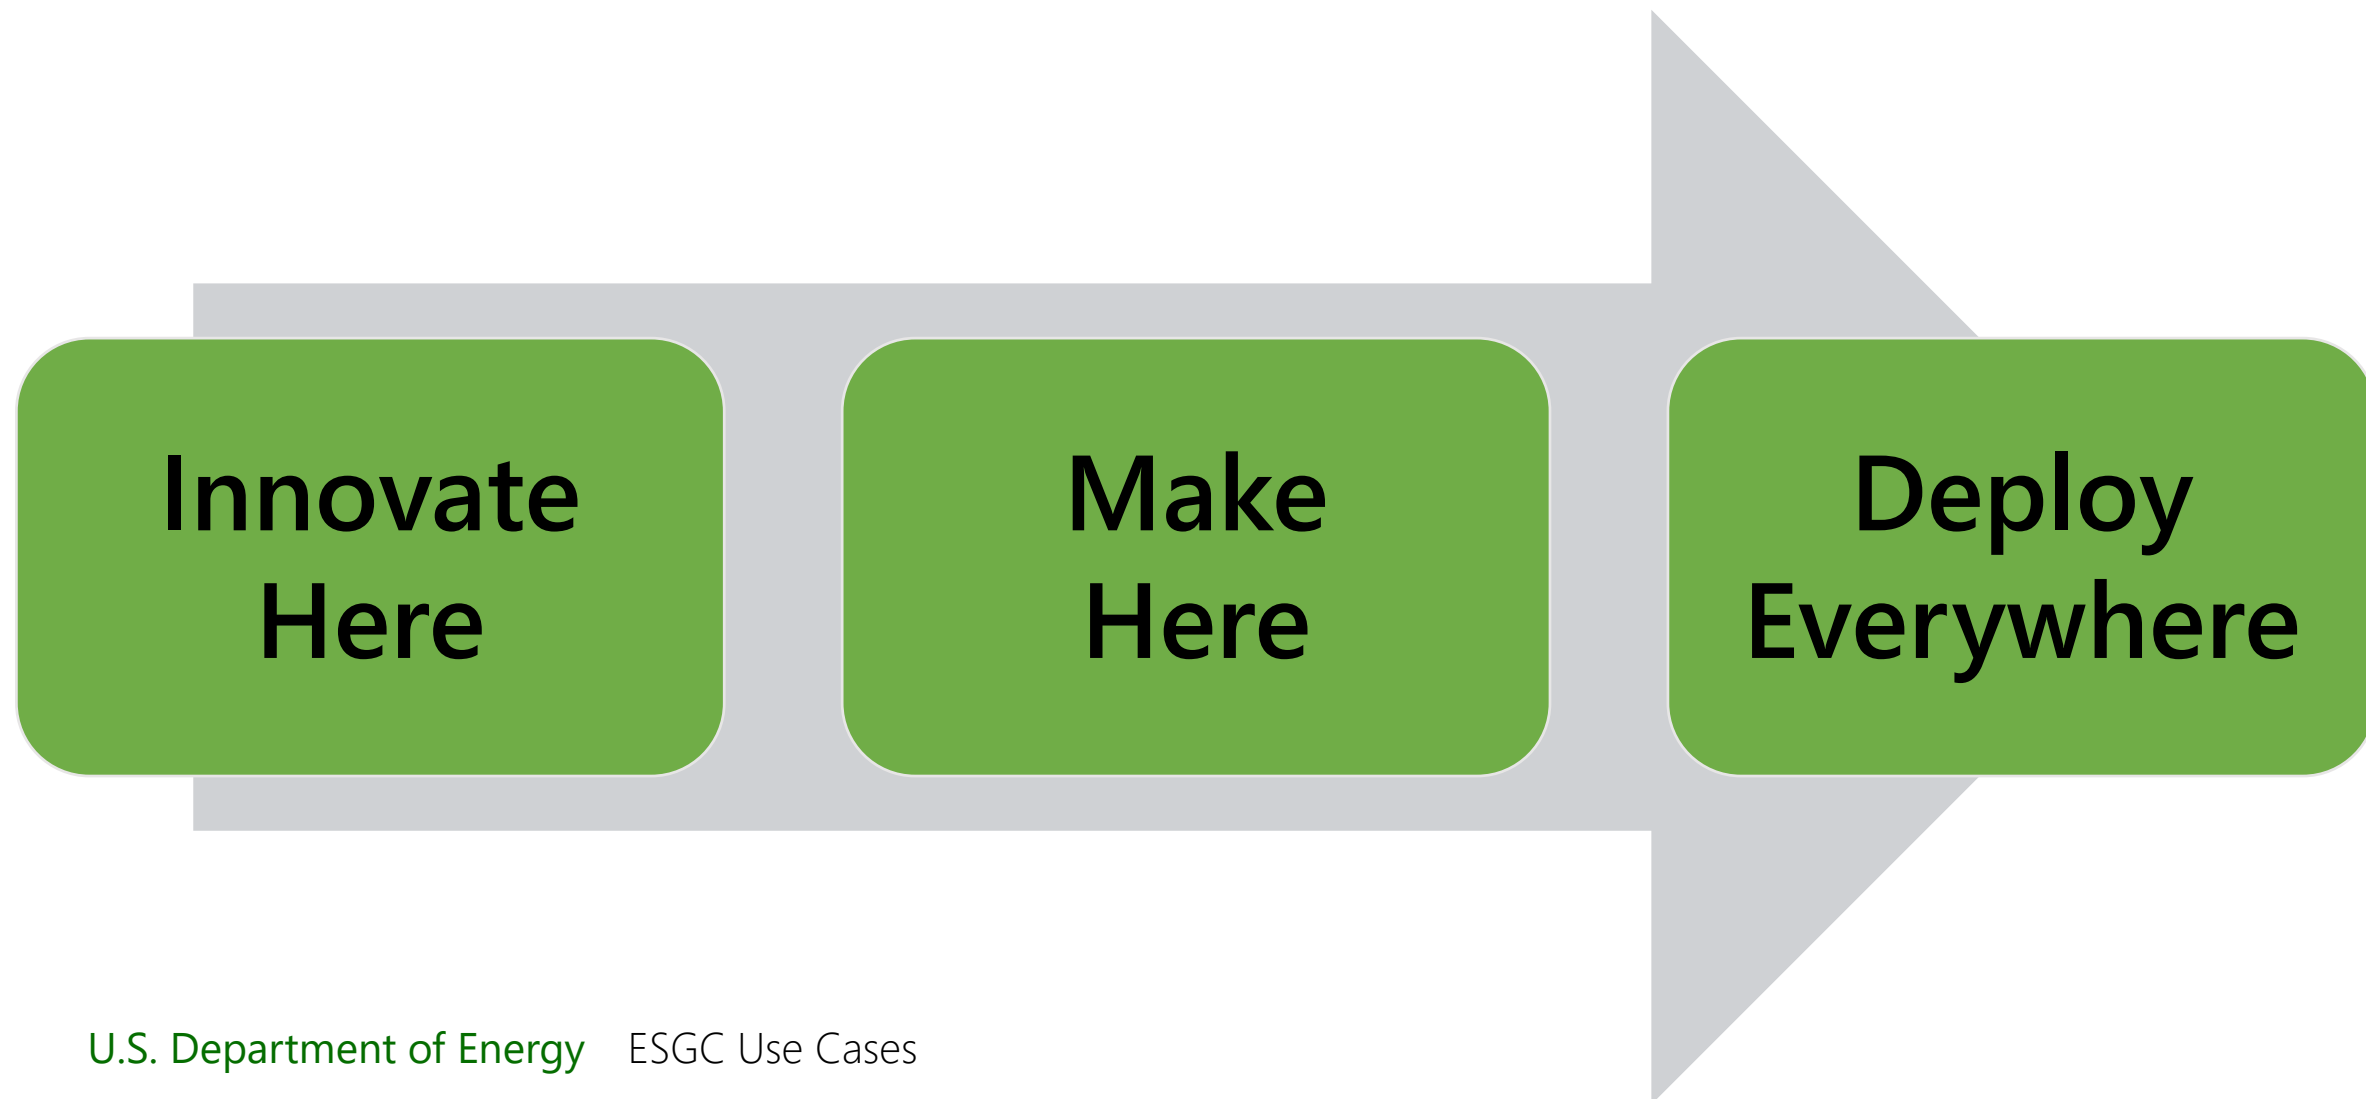 Innovate
Here
Make
Here
Deploy
Everywhere
U.S. Department of Energy ESGC Use Cases